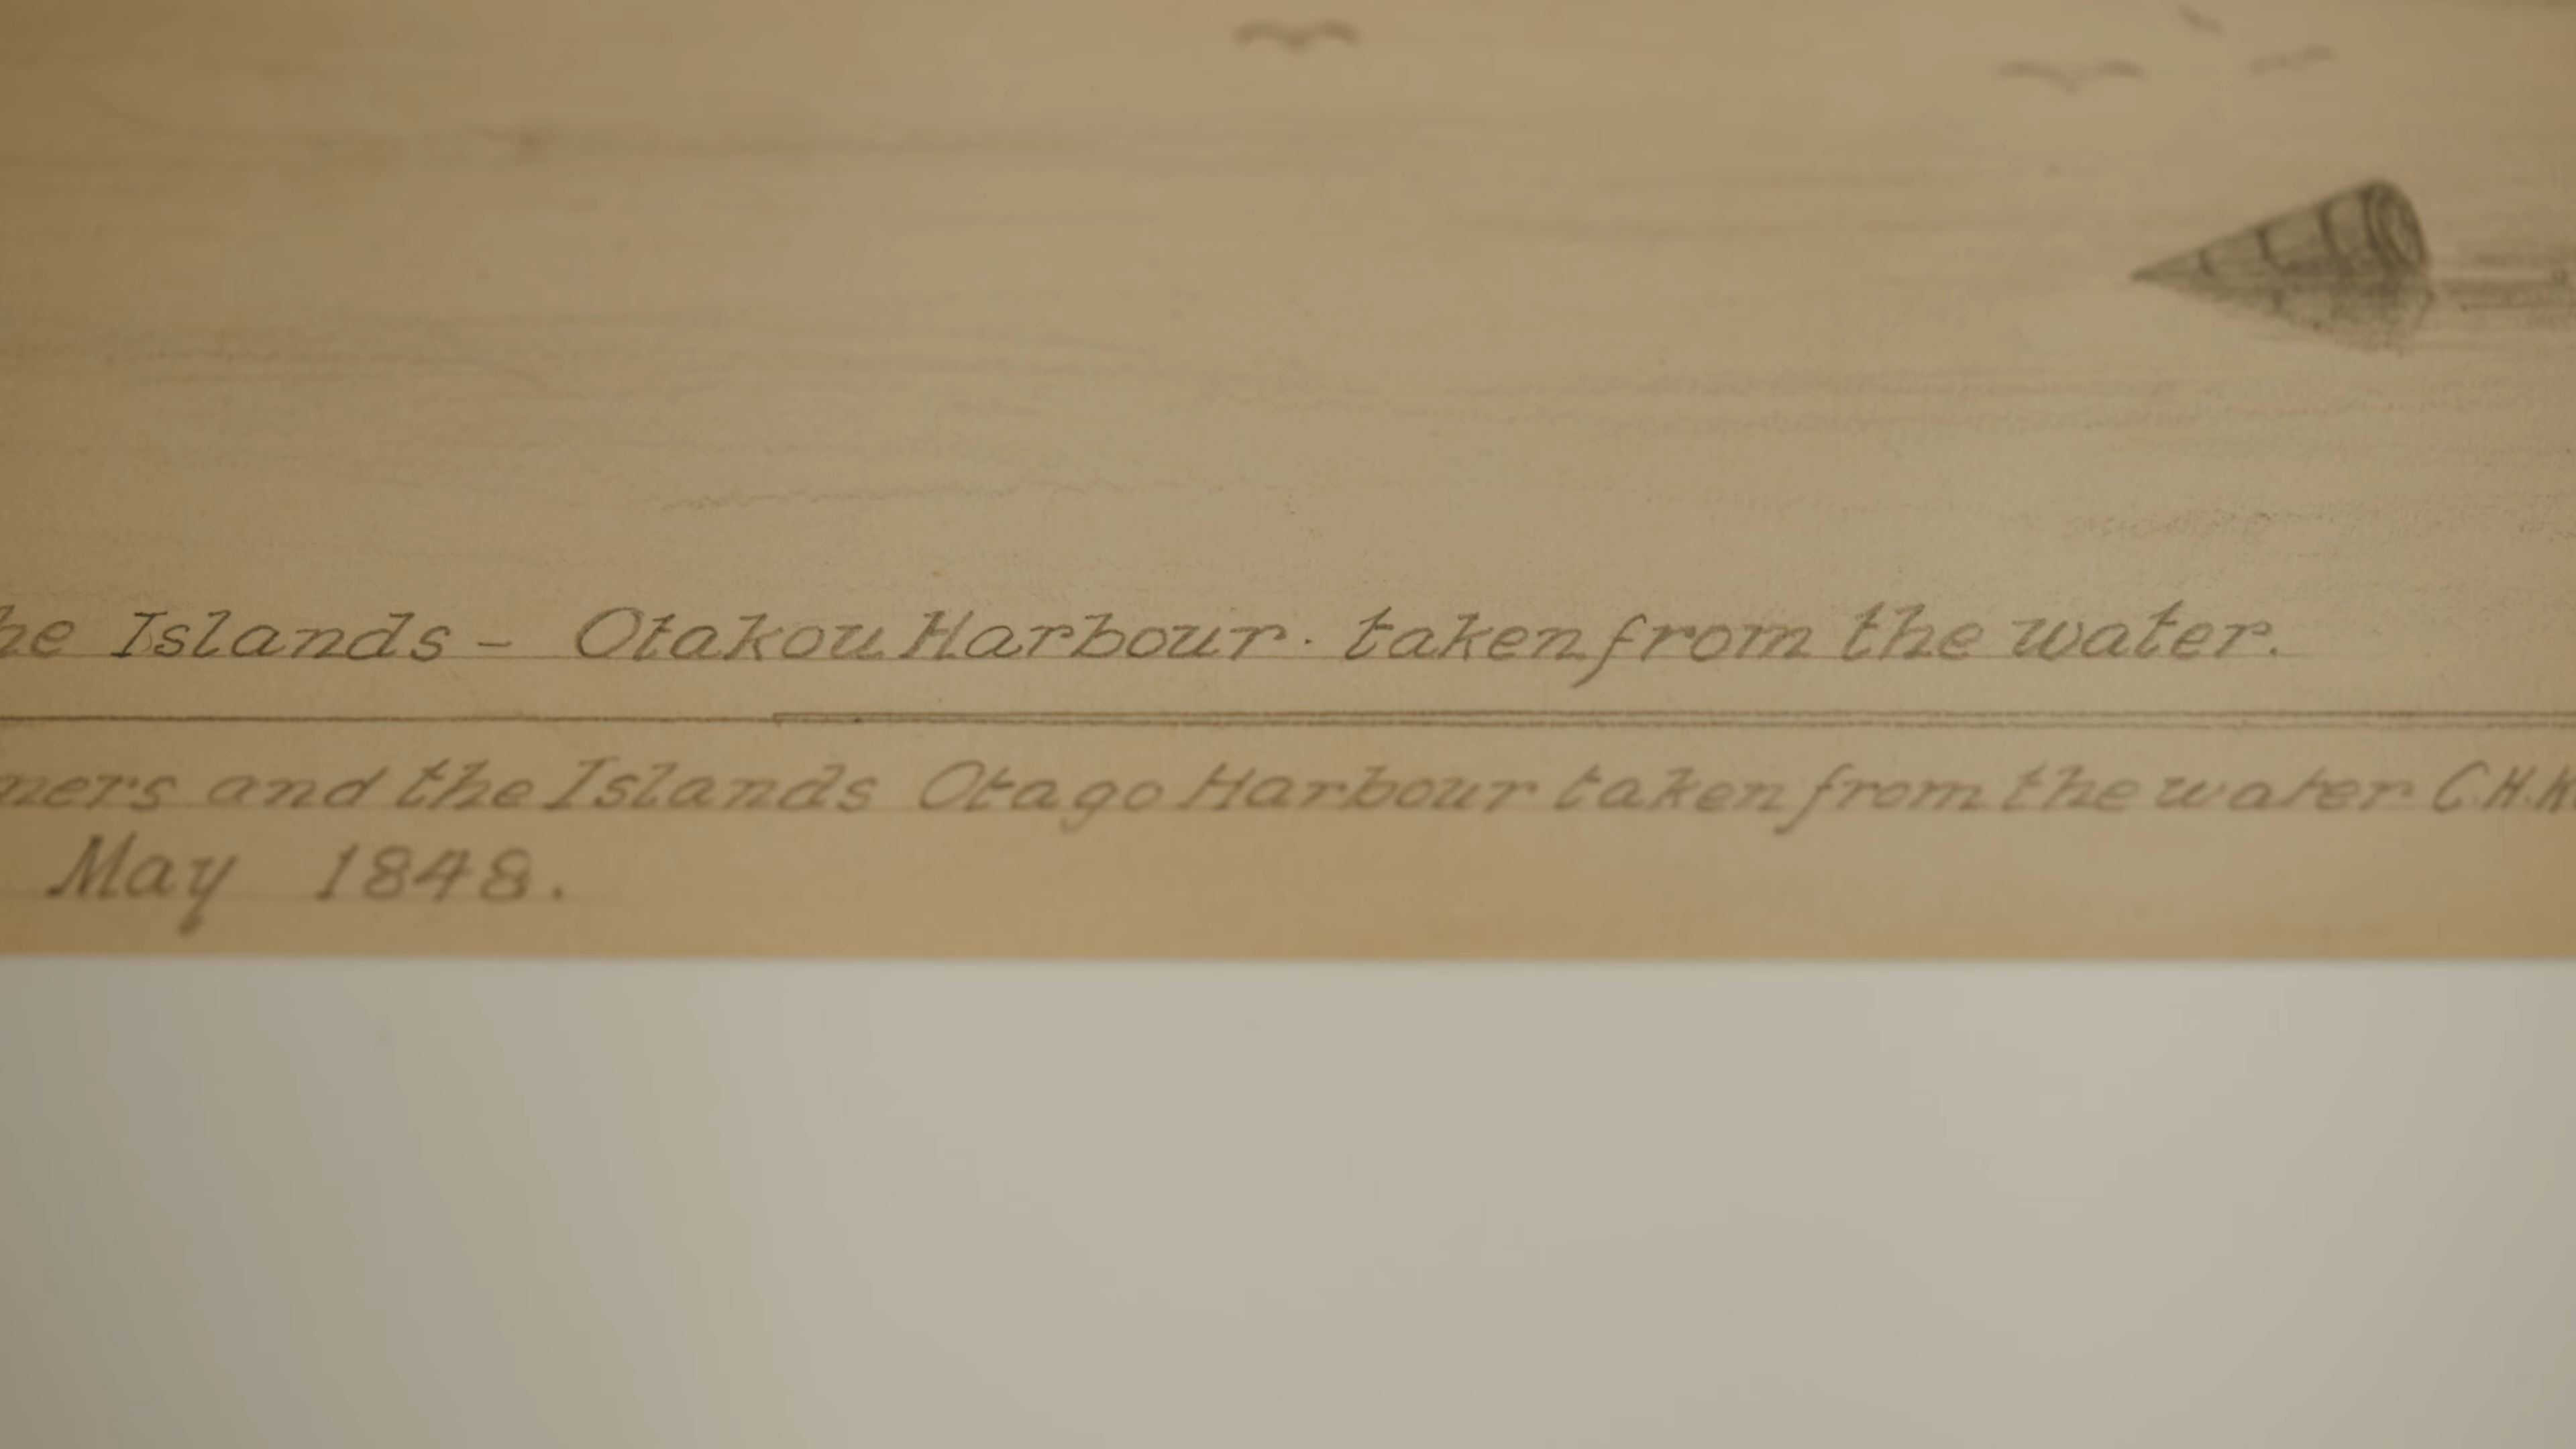 he Islands - Otakou Harbour. taken from the water.
ners and the Islands Otago Harbour taken from the water C.H.K
May 1848.